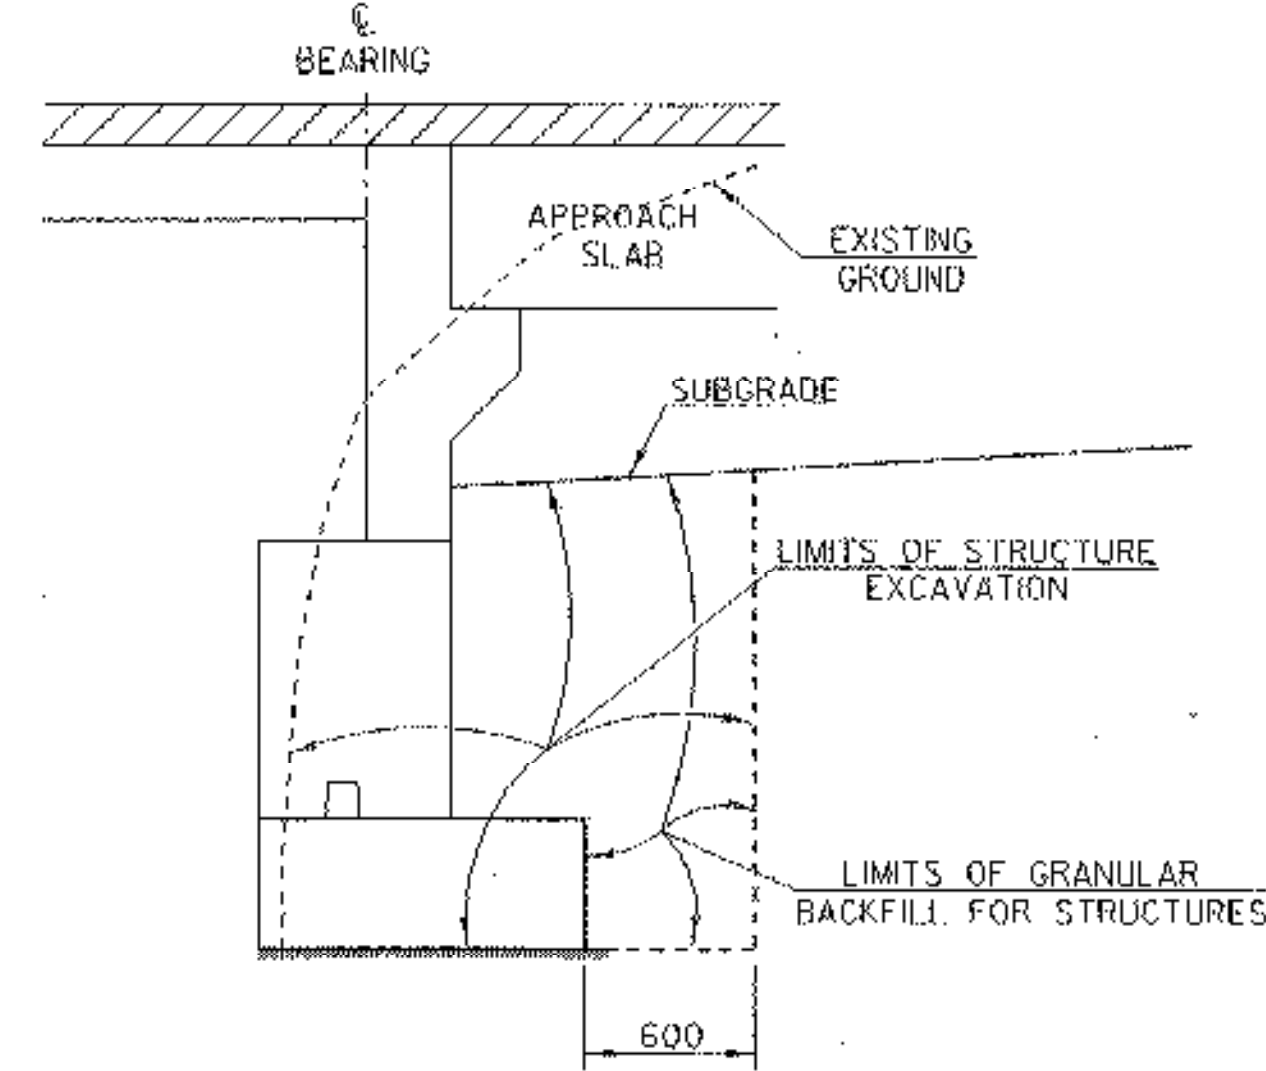 ℄
BEARING
APPROACH
SLAB
EXISTING
GROUND
SUBGRADE
LIMITS OF STRUCTURE
EXCAVATION
LIMITS OF GRANULAR
BACKFILL FOR STRUCTURES
600